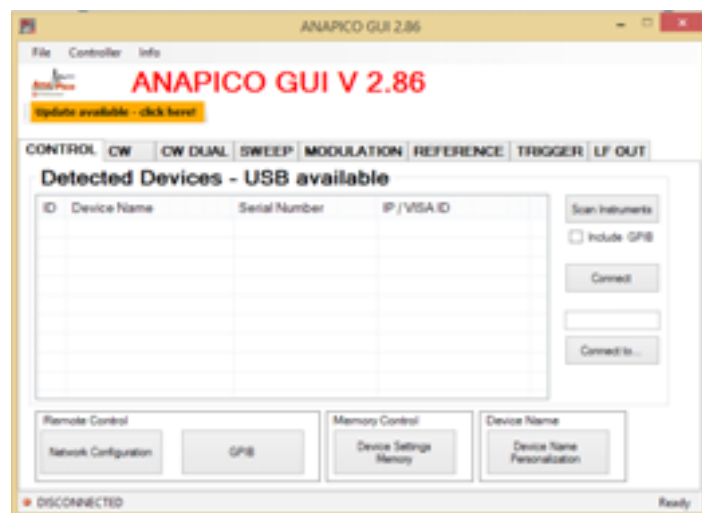 ANAPICO GUI 2.86
File Controller Info
AnaPico
ANAPICO GUI V 2.86
Update available - click here!
CONTROL CW CW DUAL SWEEP MODULATION REFERENCE TRIGGER LF OUT
Detected Devices - USB available
ID Device Name Serial Number IP / VISA ID
Scan Instruments
Include GPIB
Connect
Connect to...
Remote Control
Network Configuration
GPIB
Memory Control
Device Settings
Memory
Device Name
Device Name
Personalization
DISCONNECTED
Ready